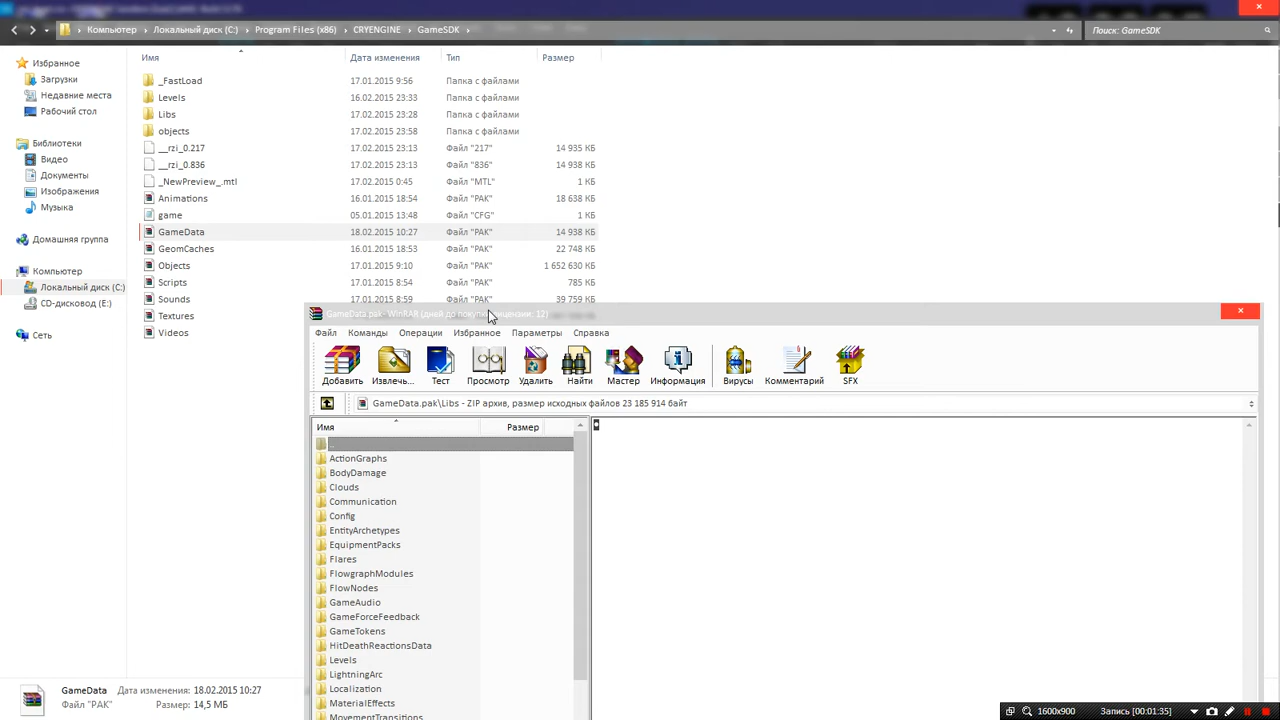 Компьютер Локальный диск (C:) Program Files (x86) CRYENGINE GameSDK Поиск: GameSDK
Имя Дата изменения Тип Размер
Избранное
Загрузки
Недавние места
Рабочий стол
Библиотеки
Видео
Документы
Изображения
Музыка
Домашняя группа
Компьютер
Локальный диск (C:)
CD-дисковод (E:)
Сеть
_FastLoad 17.01.2015 9:56 Папка с файлами
Levels 16.02.2015 23:33 Папка с файлами
Libs 17.02.2015 23:28 Папка с файлами
objects 17.02.2015 23:58 Папка с файлами
__rzi_0.217 17.02.2015 23:13 Файл "217" 14 935 КБ
__rzi_0.836 17.02.2015 23:13 Файл "836" 14 938 КБ
_NewPreview_.mtl 17.02.2015 0:45 Файл "MTL" 1 КБ
Animations 16.01.2015 18:54 Файл "PAK" 18 638 КБ
game 05.01.2015 13:48 Файл "CFG" 1 КБ
GameData 18.02.2015 10:27 Файл "PAK" 14 938 КБ
GeomCaches 16.01.2015 18:53 Файл "PAK" 22 748 КБ
Objects 17.01.2015 9:10 Файл "PAK" 1 652 630 КБ
Scripts 17.01.2015 8:54 Файл "PAK" 785 КБ
Sounds 17.01.2015 8:59 Файл "PAK" 39 759 КБ
Textures
Videos
GameData.pak - WinRAR (дней до покупки лицензии: 12)
Файл Команды Операции Избранное Параметры Справка
Добавить Извлечь... Тест Просмотр Удалить Найти Мастер Информация Вирусы Комментарий SFX
GameData.pak\Libs - ZIP архив, размер исходных файлов 23 185 914 байт
Имя Размер
..
ActionGraphs
BodyDamage
Clouds
Communication
Config
EntityArchetypes
EquipmentPacks
Flares
FlowgraphModules
FlowNodes
GameAudio
GameForceFeedback
GameTokens
HitDeathReactionsData
Levels
LightningArc
Localization
MaterialEffects
MovementTransitions
GameData Дата изменения: 18.02.2015 10:27
Файл "PAK" Размер: 14,5 МБ
1600x900 Запись [00:01:35]